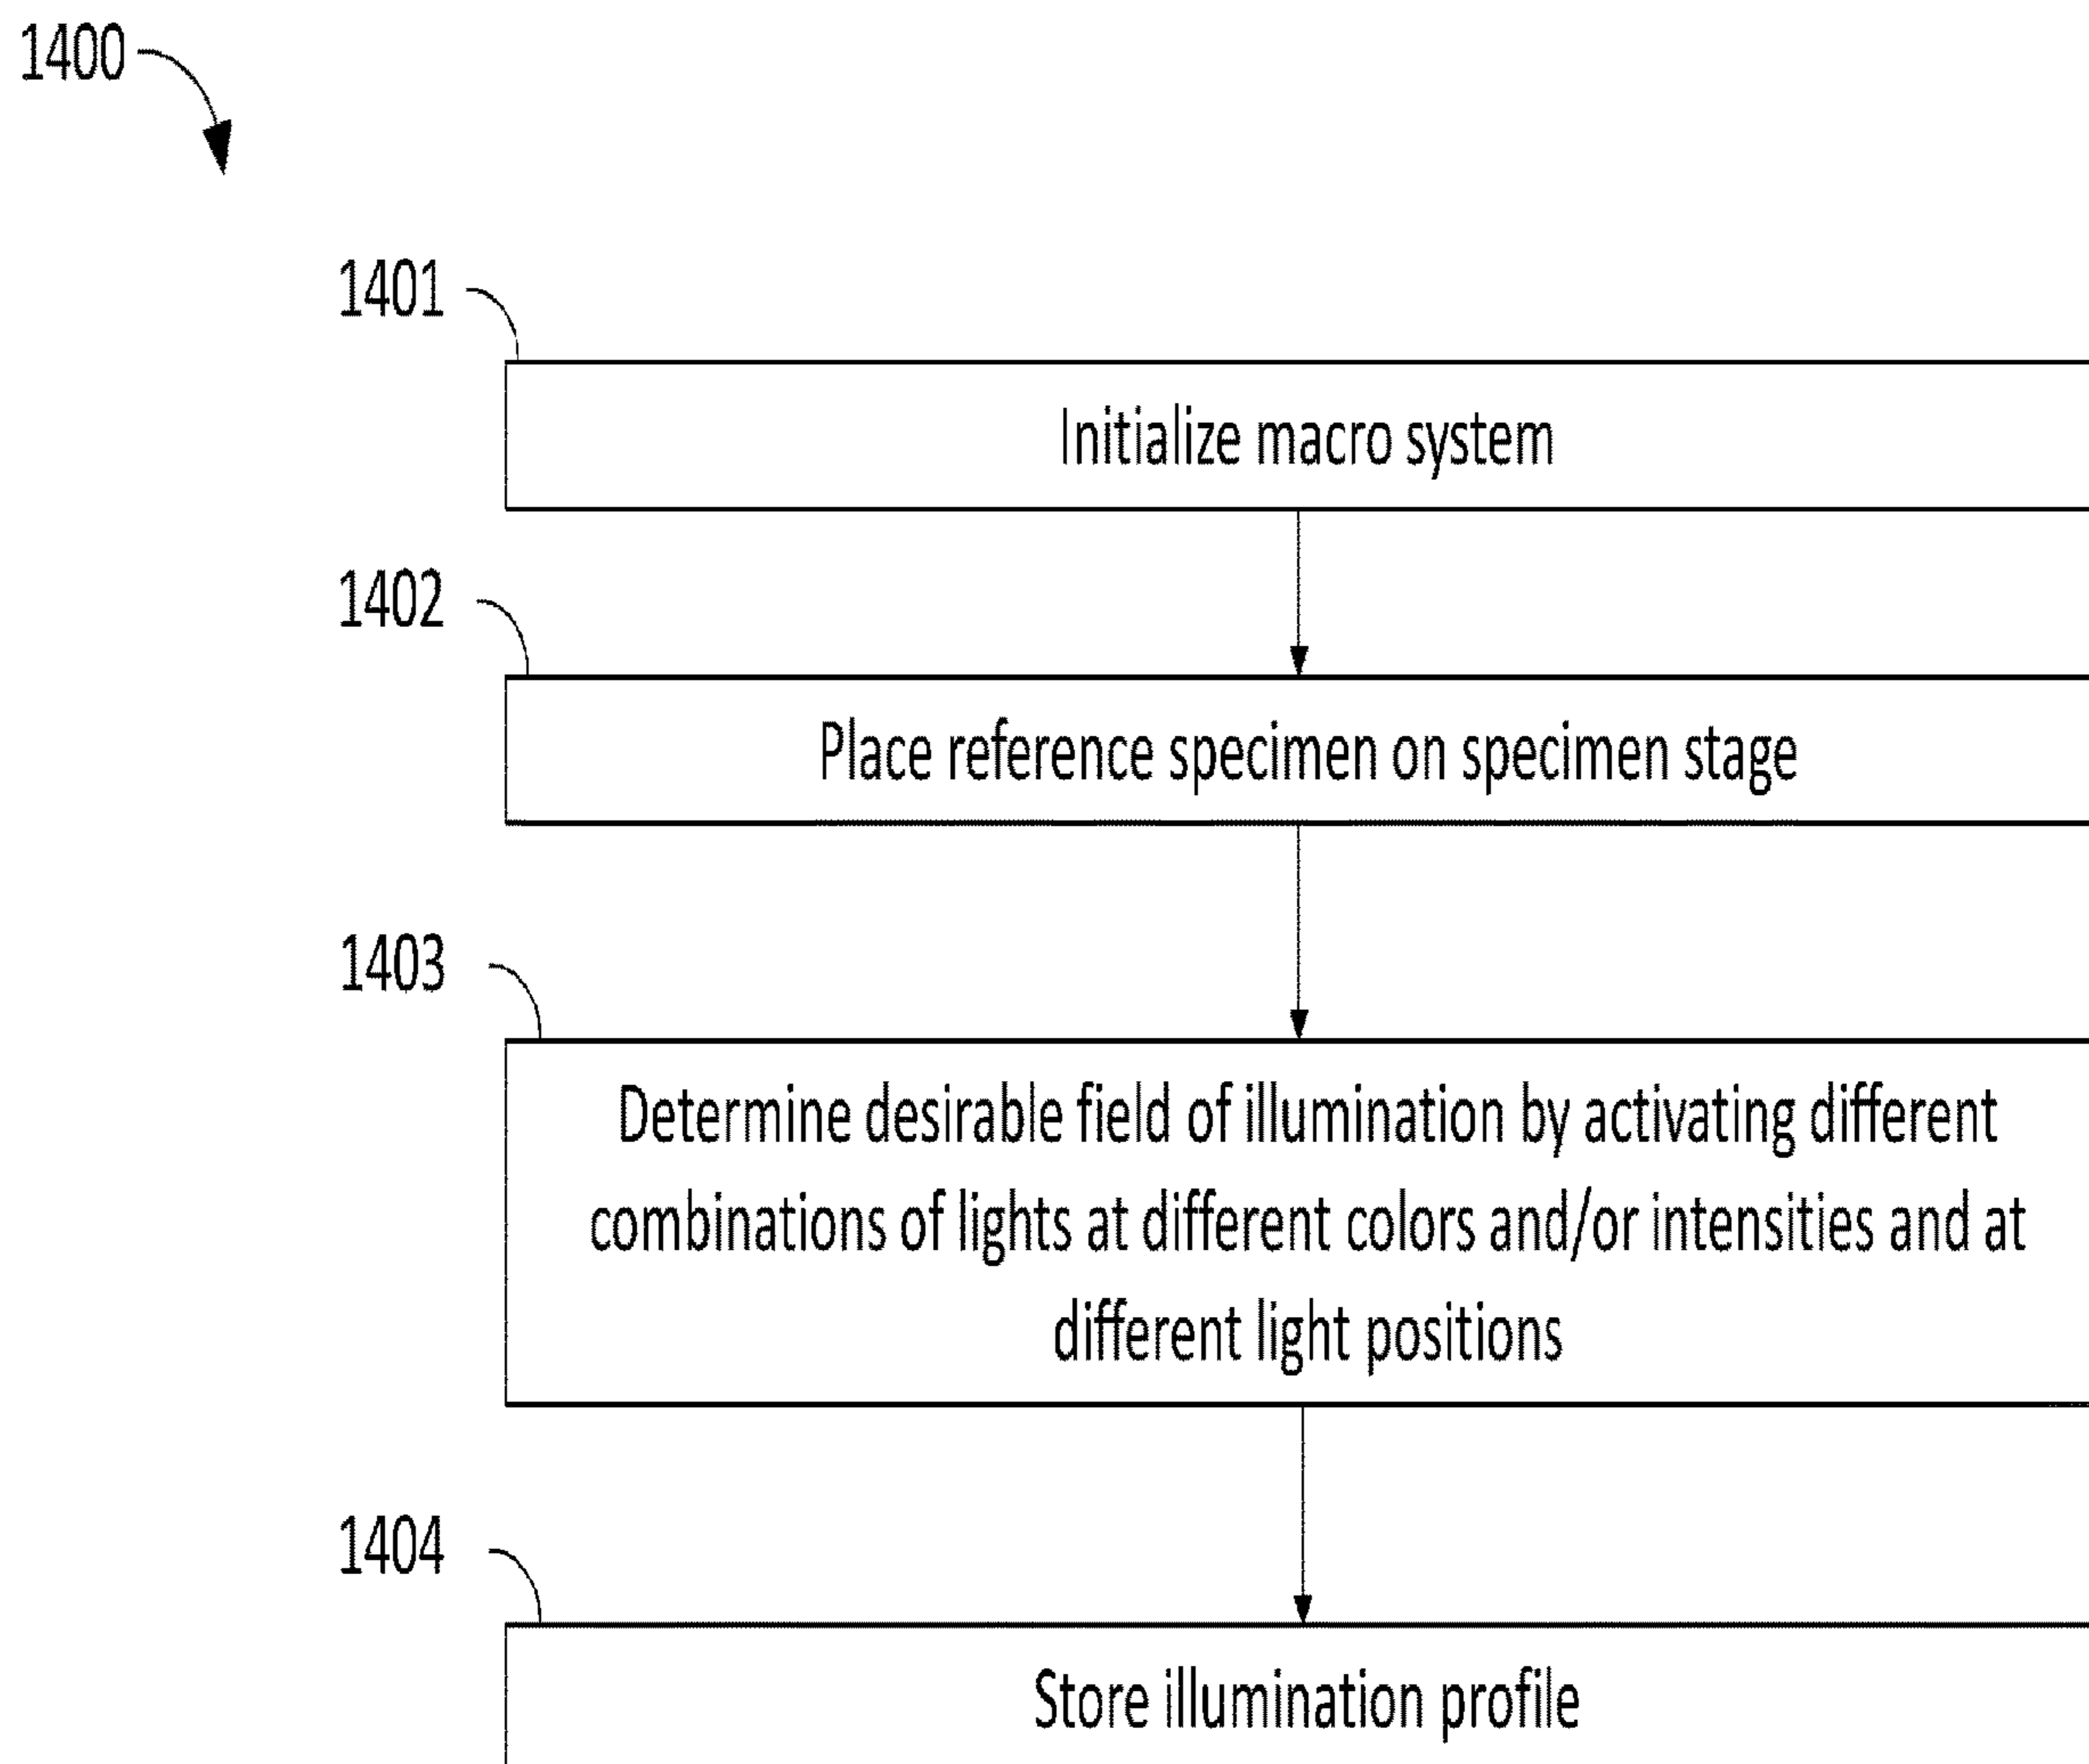 1400
1401
Initialize macro system
1402
Place reference specimen on specimen stage
1403
Determine desirable field of illumination by activating different
combinations of lights at different colors and/or intensities and at
different light positions
1404
Store illumination profile